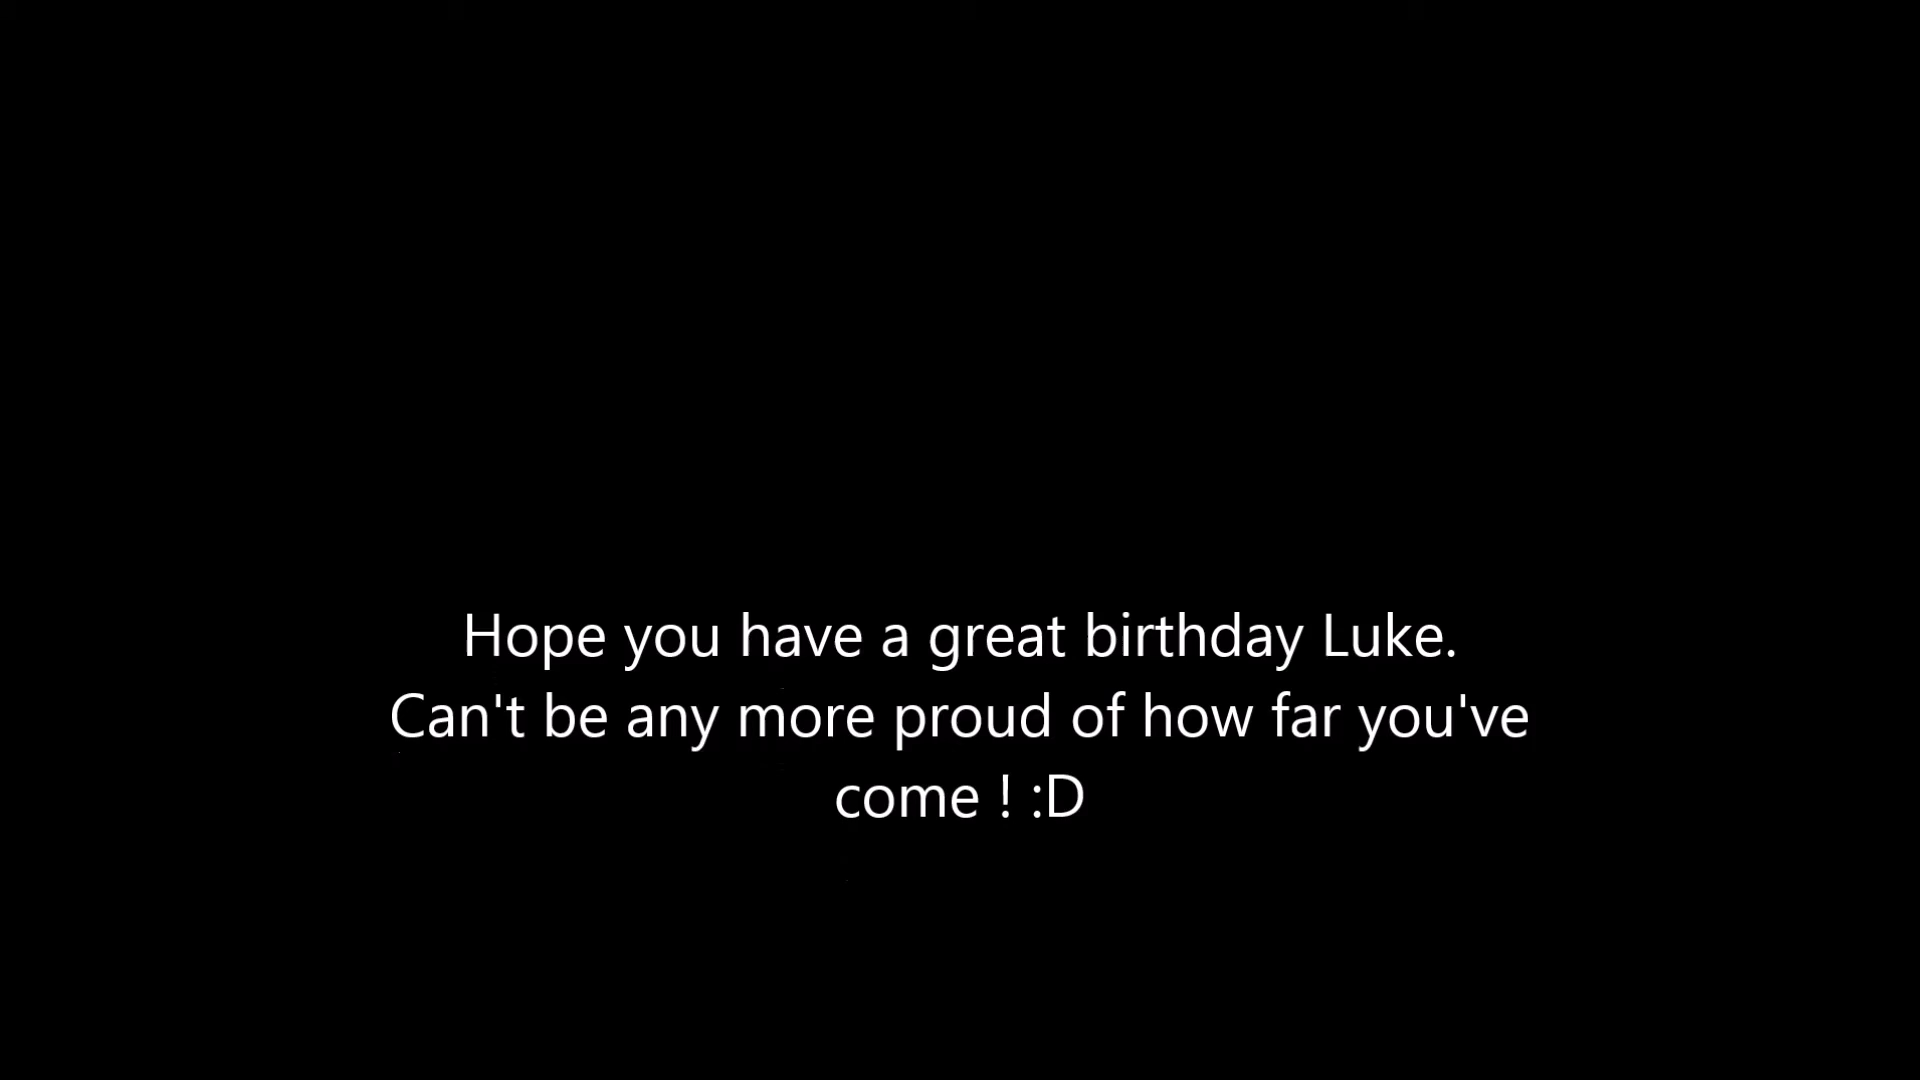 Hope you have a great birthday Luke.
Can't be any more proud of how far you've
come ! :D